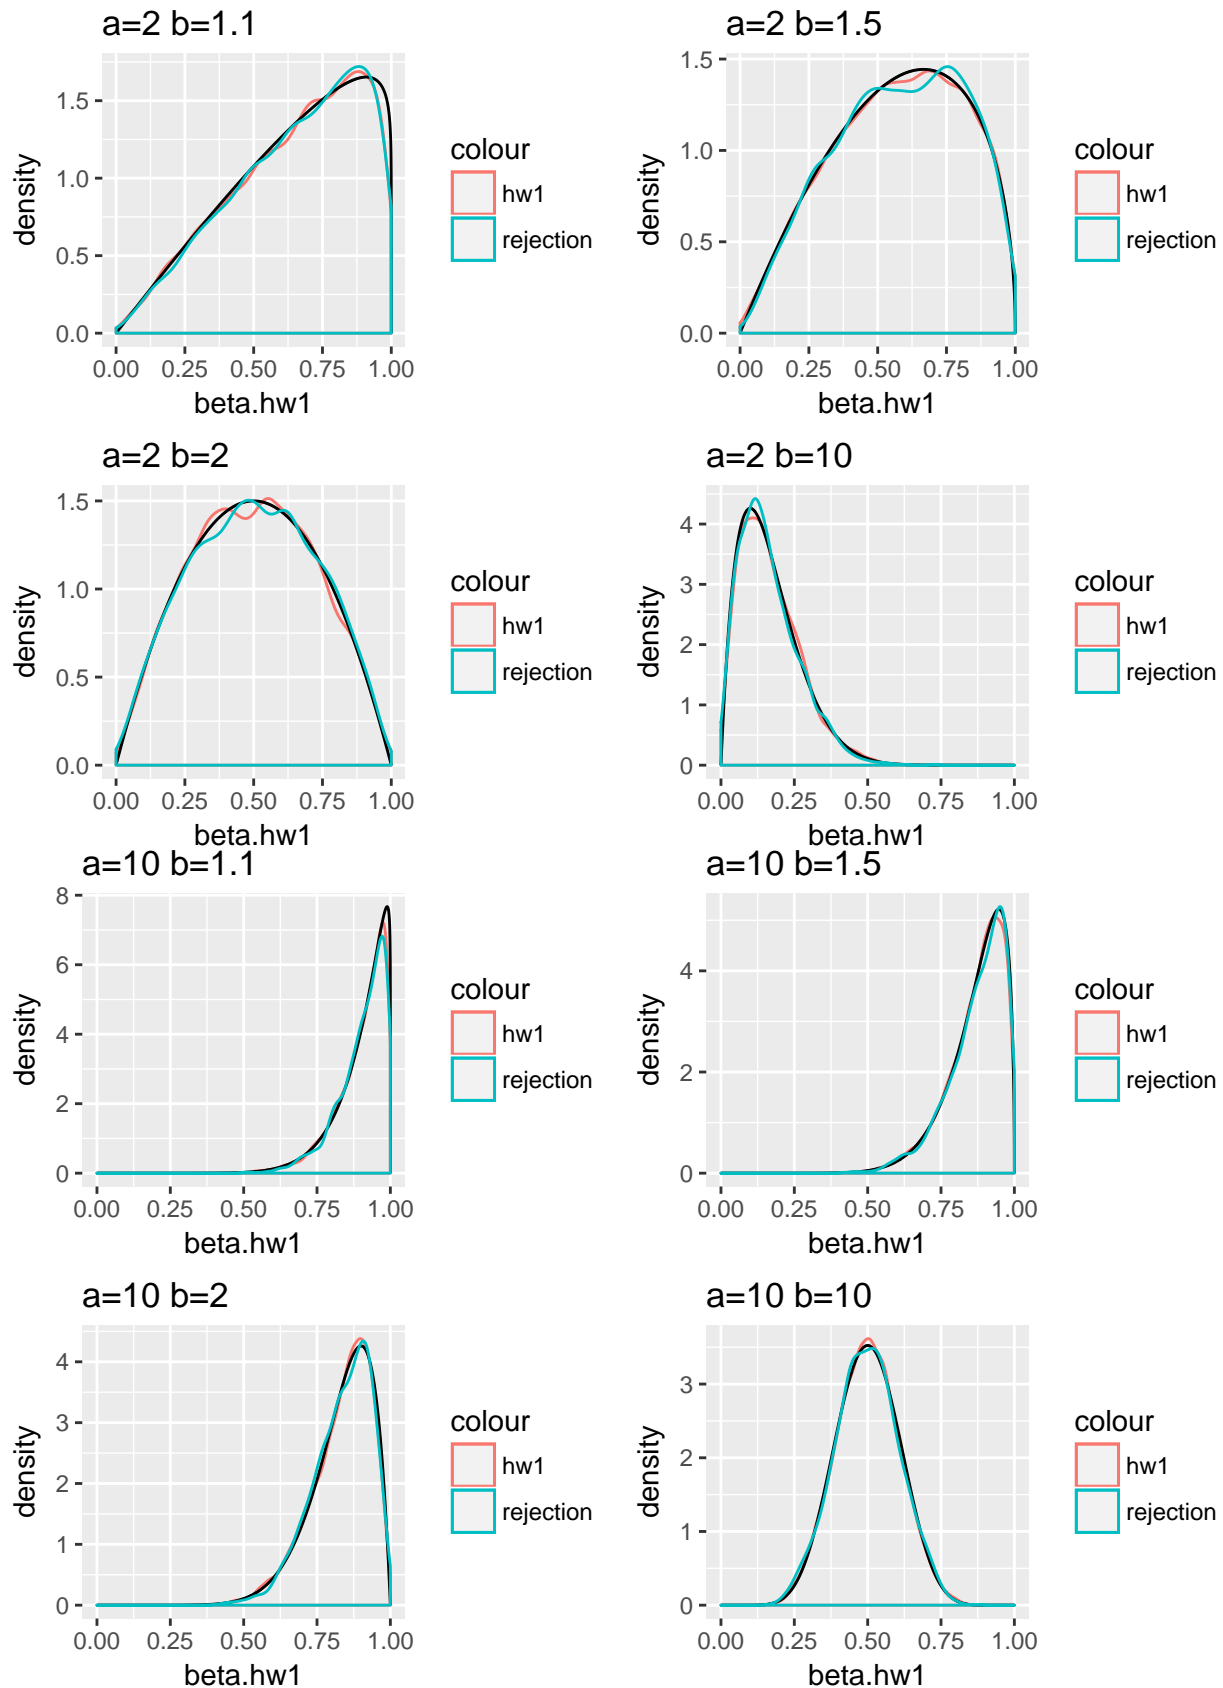 a=2 b=1.1
density
1.5
1.0
0.5
0.0
0.00 0.25 0.50 0.75 1.00
beta.hw1
colour
hw1
rejection
a=2 b=1.5
density
1.5
1.0
0.5
0.0
0.00 0.25 0.50 0.75 1.00
beta.hw1
colour
hw1
rejection
a=2 b=2
density
1.5
1.0
0.5
0.0
0.00 0.25 0.50 0.75 1.00
beta.hw1
colour
hw1
rejection
a=2 b=10
density
4
3
2
1
0
0.00 0.25 0.50 0.75 1.00
beta.hw1
colour
hw1
rejection
a=10 b=1.1
density
8
6
4
2
0
0.00 0.25 0.50 0.75 1.00
beta.hw1
colour
hw1
rejection
a=10 b=1.5
density
4
2
0
0.00 0.25 0.50 0.75 1.00
beta.hw1
colour
hw1
rejection
a=10 b=2
density
4
3
2
1
0
0.00 0.25 0.50 0.75 1.00
beta.hw1
colour
hw1
rejection
a=10 b=10
density
3
2
1
0
0.00 0.25 0.50 0.75 1.00
beta.hw1
colour
hw1
rejection